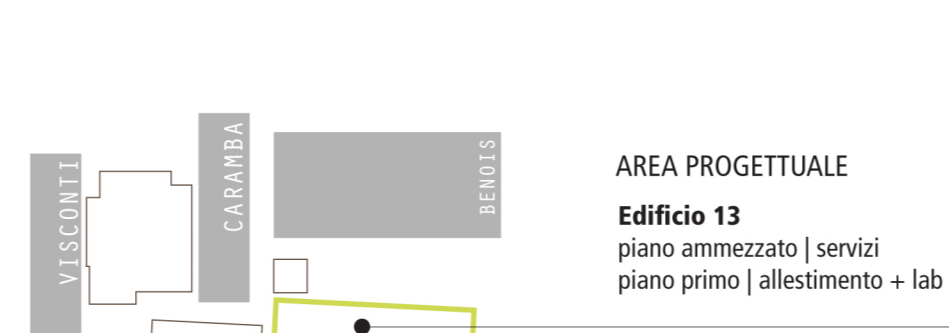 VISCONTI
CARAMBA
BENOIS
AREA PROGETTUALE
Edificio 13
piano ammezzato | servizi
piano primo | allestimento + lab